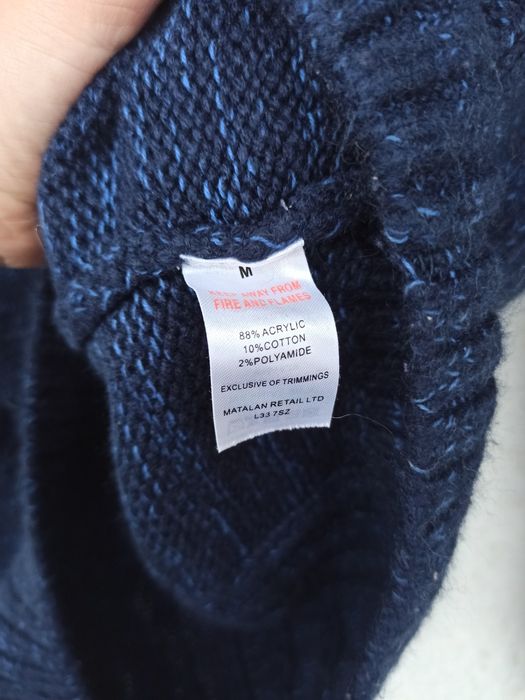 M
KEEP AWAY FROM
FIRE AND FLAMES
88% ACRYLIC
10% COTTON
2% POLYAMIDE
EXCLUSIVE OF TRIMMINGS
MATALAN RETAIL LTD
L33 7SZ